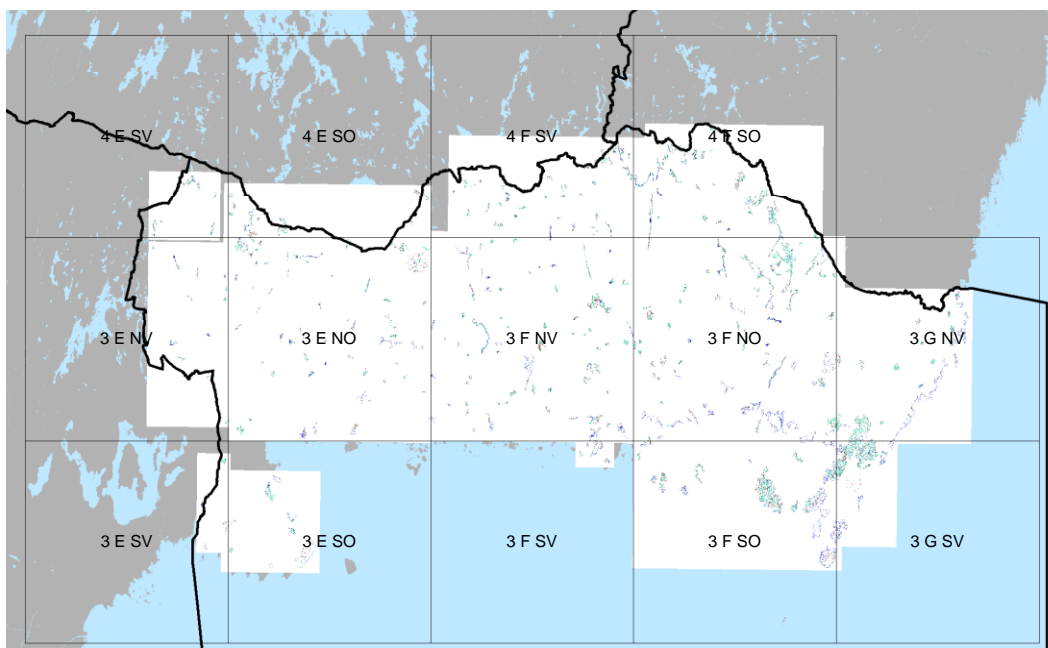 4 E SV
4 E SO
4 F SV
4 F SO
3 E NV
3 E NO
3 F NV
3 F NO
3 G NV
3 E SV
3 E SO
3 F SV
3 F SO
3 G SV